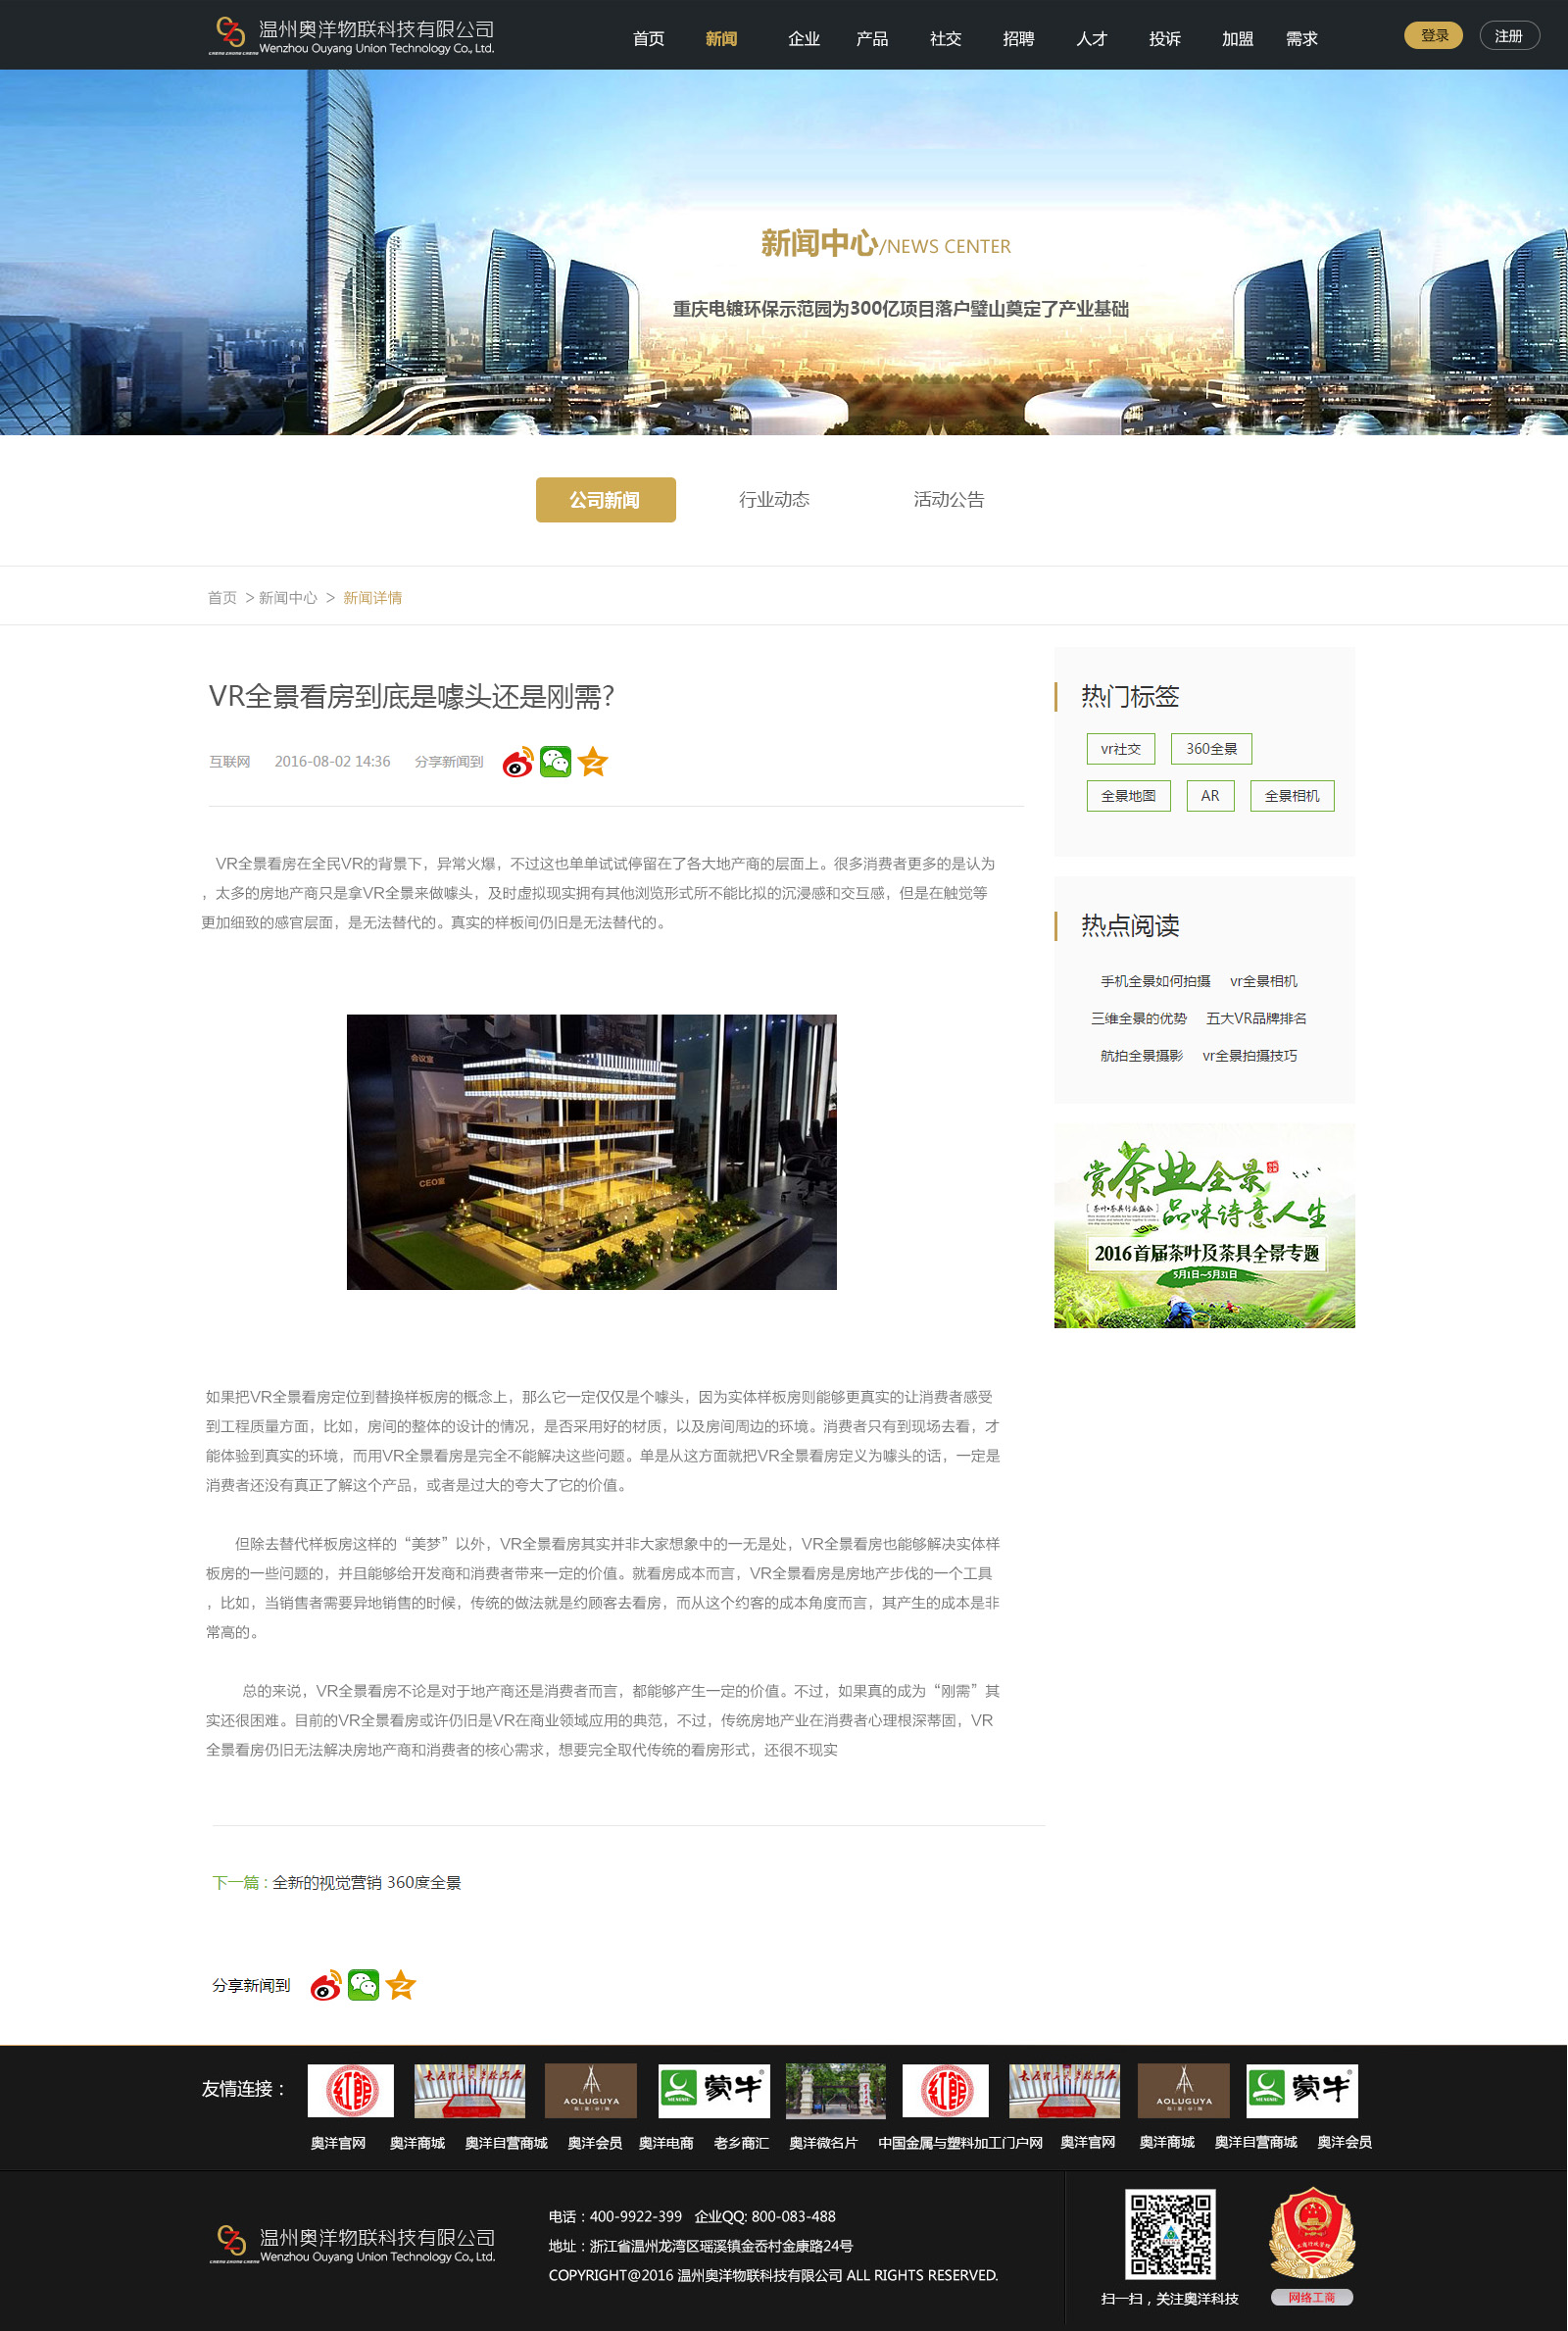 温州奥洋物联科技有限公司
Wenzhou Ouyang Union Technology Co., Ltd.
首页 新闻 企业 产品 社交 招聘 人才 投诉 加盟 需求
登录 注册
新闻中心/NEWS CENTER
重庆电镀环保示范园为300亿项目落户璧山奠定了产业基础
公司新闻 行业动态 活动公告
首页 > 新闻中心 > 新闻详情
VR全景看房到底是噱头还是刚需?
互联网 2016-08-02 14:36 分享新闻到
VR全景看房在全民VR的背景下，异常火爆，不过这也单单试试停留在了各大地产商的层面上。很多消费者更多的是认为
，太多的房地产商只是拿VR全景来做噱头，及时虚拟现实拥有其他浏览形式所不能比拟的沉浸感和交互感，但是在触觉等
更加细致的感官层面，是无法替代的。真实的样板间仍旧是无法替代的。
会议室
CEO室
如果把VR全景看房定位到替换样板房的概念上，那么它一定仅仅是个噱头，因为实体样板房则能够更真实的让消费者感受
到工程质量方面，比如，房间的整体的设计的情况，是否采用好的材质，以及房间周边的环境。消费者只有到现场去看，才
能体验到真实的环境，而用VR全景看房是完全不能解决这些问题。单是从这方面就把VR全景看房定义为噱头的话，一定是
消费者还没有真正了解这个产品，或者是过大的夸大了它的价值。
但除去替代样板房这样的“美梦”以外，VR全景看房其实并非大家想象中的一无是处，VR全景看房也能够解决实体样
板房的一些问题的，并且能够给开发商和消费者带来一定的价值。就看房成本而言，VR全景看房是房地产步伐的一个工具
，比如，当销售者需要异地销售的时候，传统的做法就是约顾客去看房，而从这个约客的成本角度而言，其产生的成本是非
常高的。
总的来说，VR全景看房不论是对于地产商还是消费者而言，都能够产生一定的价值。不过，如果真的成为“刚需”其
实还很困难。目前的VR全景看房或许仍旧是VR在商业领域应用的典范，不过，传统房地产业在消费者心理根深蒂固，VR
全景看房仍旧无法解决房地产商和消费者的核心需求，想要完全取代传统的看房形式，还很不现实
下一篇：全新的视觉营销 360度全景
分享新闻到
热门标签
vr社交 360全景
全景地图 AR 全景相机
热点阅读
手机全景如何拍摄 vr全景相机
三维全景的优势 五大VR品牌排名
航拍全景摄影 vr全景拍摄技巧
赏茶业全景
品味诗意人生
2016首届茶叶及茶具全景专题
5月1日~5月31日
友情连接：
AOLUGUYA
蒙牛
AOLUGUYA
蒙牛
奥洋官网 奥洋商城 奥洋自营商城 奥洋会员 奥洋电商 老乡商汇 奥洋微名片 中国金属与塑料加工门户网 奥洋官网 奥洋商城 奥洋自营商城 奥洋会员
温州奥洋物联科技有限公司
Wenzhou Ouyang Union Technology Co., Ltd.
电话：400-9922-399 企业QQ: 800-083-488
地址：浙江省温州龙湾区瑶溪镇金岙村金康路24号
COPYRIGHT@2016 温州奥洋物联科技有限公司 ALL RIGHTS RESERVED.
扫一扫，关注奥洋科技
网络工商